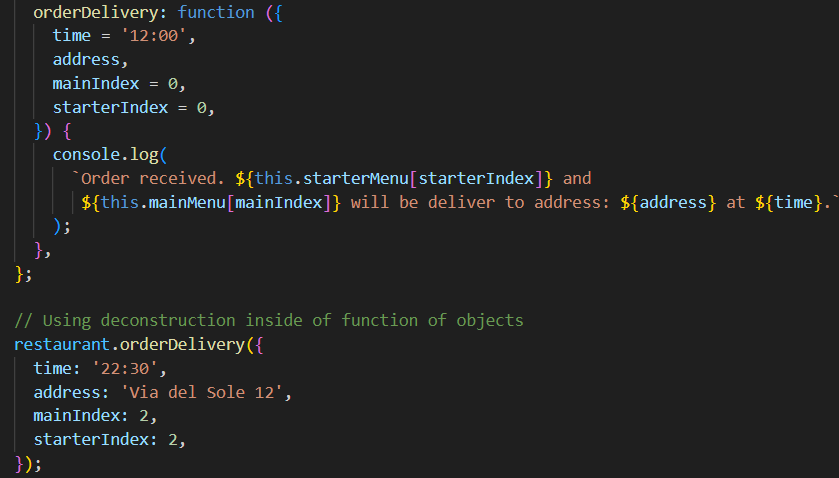 orderDelivery: function ({
time = '12:00',
address,
mainIndex = 0,
starterIndex = 0,
}) {
console.log(
`Order received. ${this.starterMenu[starterIndex]} and
${this.mainMenu[mainIndex]} will be deliver to address: ${address} at ${time}.`
);
},
};
// Using deconstruction inside of function of objects
restaurant.orderDelivery({
time: '22:30',
address: 'Via del Sole 12',
mainIndex: 2,
starterIndex: 2,
});